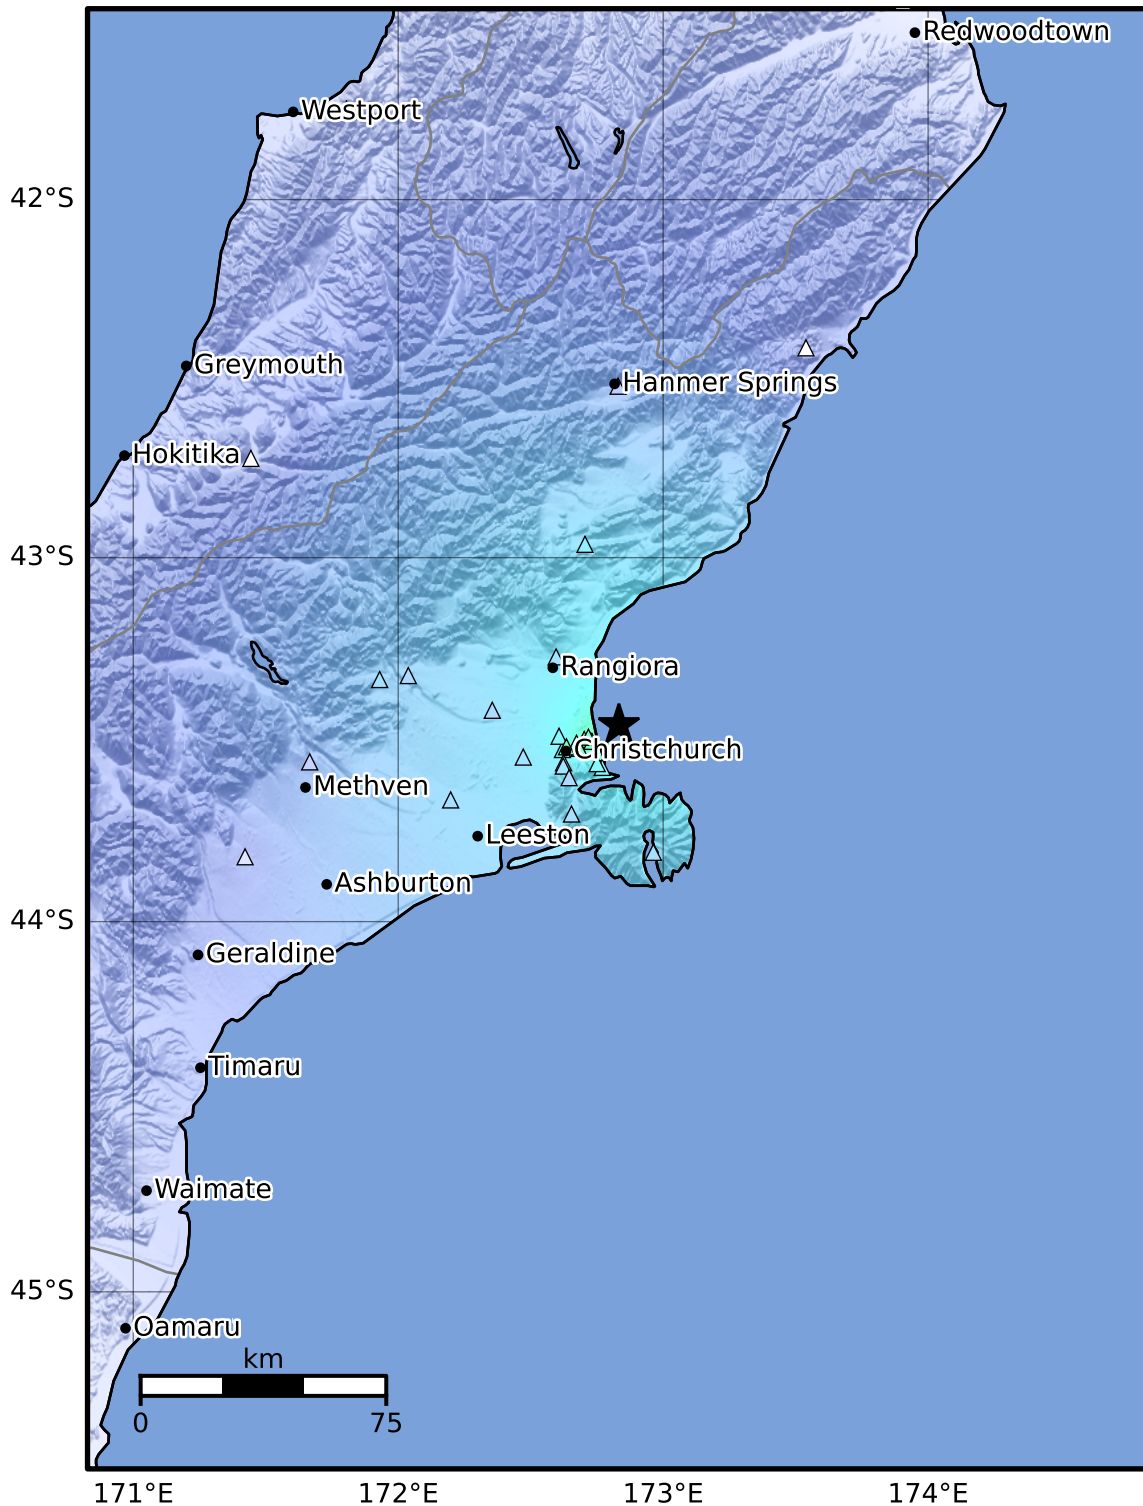 Redwoodtown
Westport
42°S
Greymouth
Hanmer Springs
Hokitika
43°S
Rangiora
Christchurch
Methven
Leeston
Ashburton
44°S
Geraldine
Timaru
Waimate
45°S
Oamaru
km
0 75
171°E 172°E 173°E 174°E